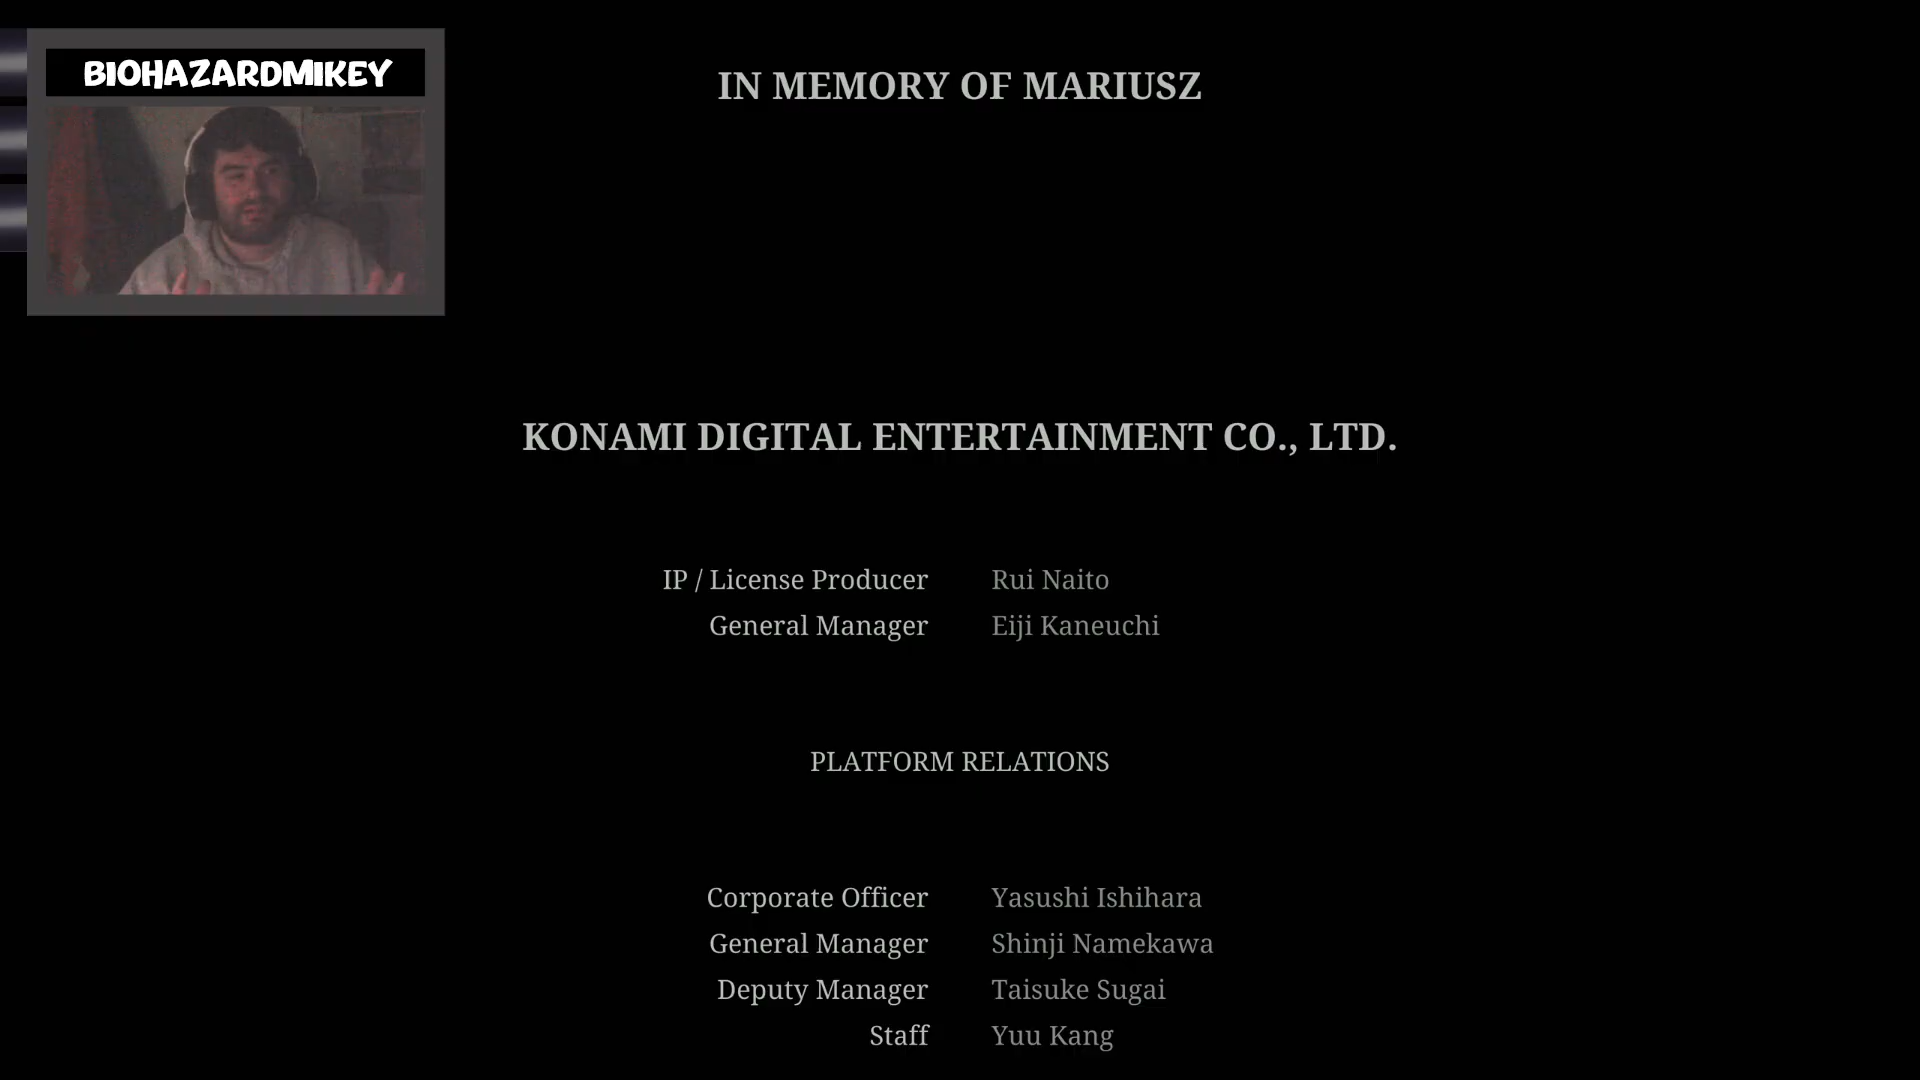 BIOHAZARDMIKEY
IN MEMORY OF MARIUSZ
KONAMI DIGITAL ENTERTAINMENT CO., LTD.
IP / License Producer Rui Naito
General Manager Eiji Kaneuchi
PLATFORM RELATIONS
Corporate Officer Yasushi Ishihara
General Manager Shinji Namekawa
Deputy Manager Taisuke Sugai
Staff Yuu Kang